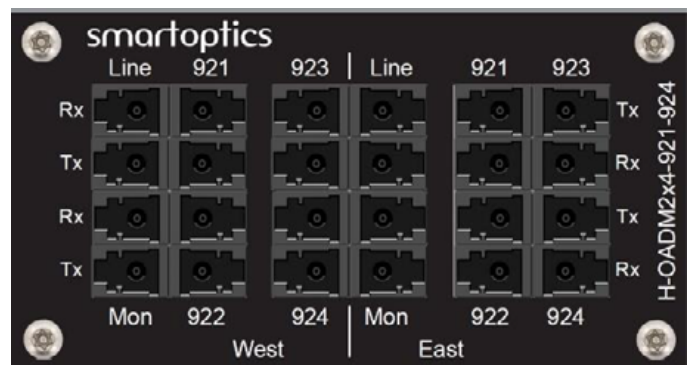 smartoptics
Line 921 923 Line 921 923
Rx Tx
Tx Rx
Rx Tx
Tx Rx
Mon 922 924 Mon 922 924
West East
H-OADM2x4-921-924